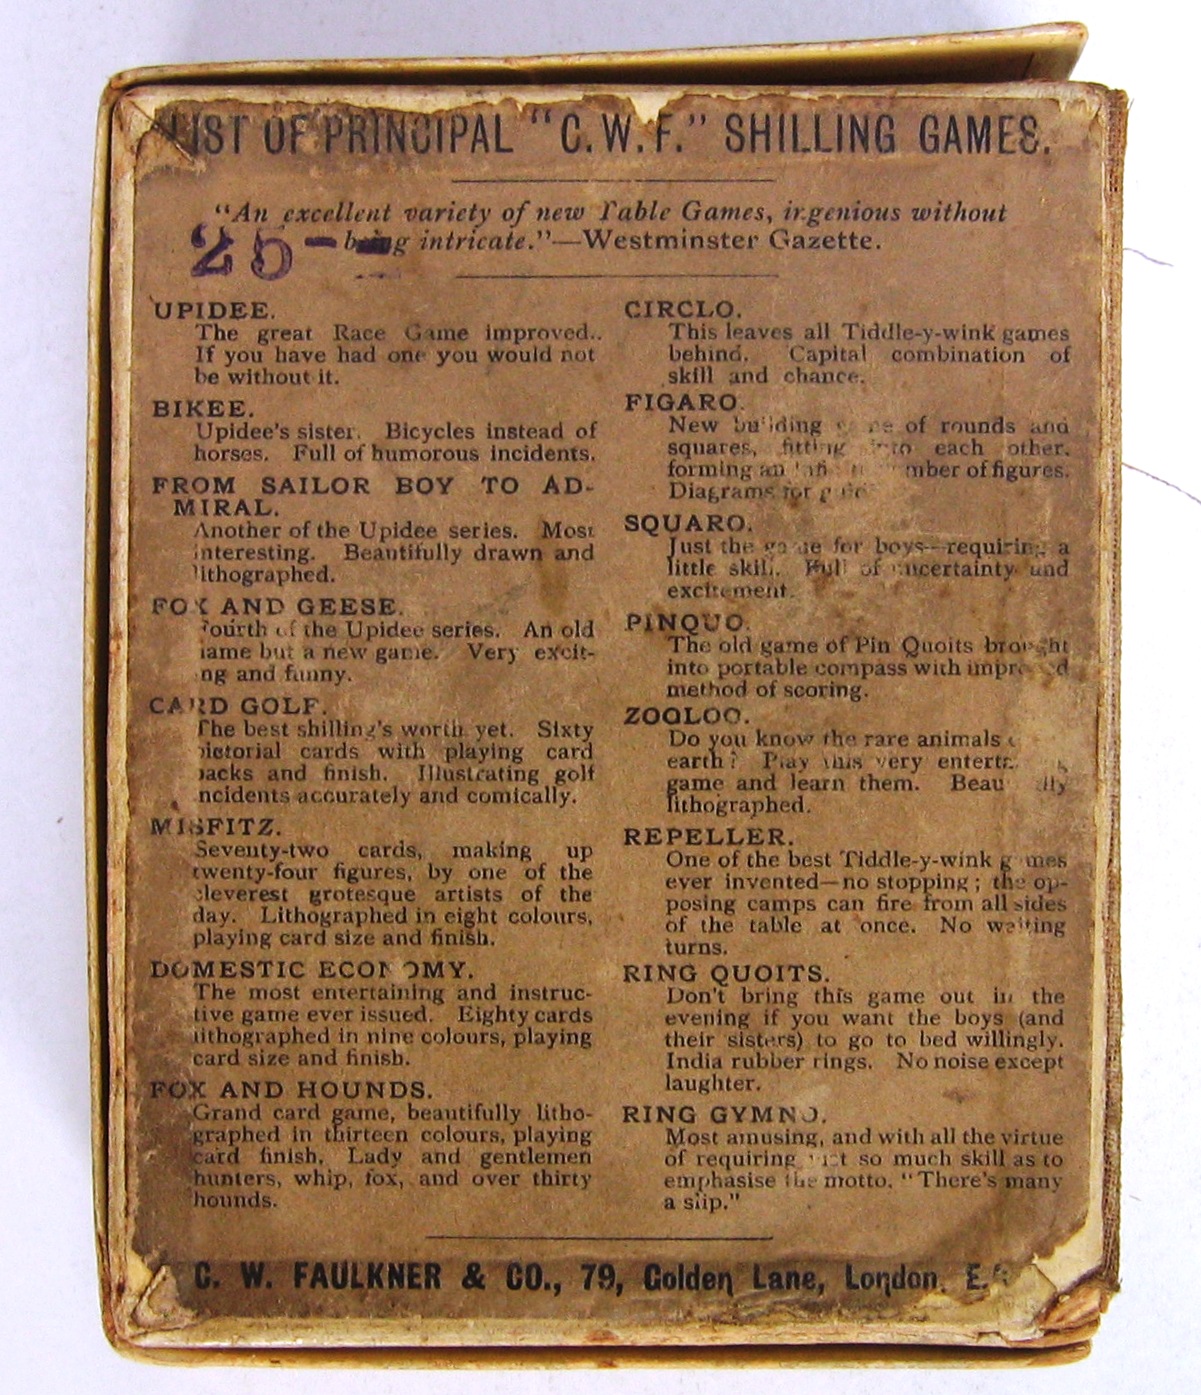 LIST OF PRINCIPAL "C.W.F." SHILLING GAMES.
"An excellent variety of new Table Games, ingenious without
25- being intricate."—Westminster Gazette.
UPIDEE.
The great Race Game improved..
If you have had one you would not
be without it.
BIKEE.
Upidee's sister. Bicycles instead of
horses. Full of humorous incidents.
FROM SAILOR BOY TO AD-
MIRAL.
Another of the Upidee series. Most
interesting. Beautifully drawn and
lithographed.
FOX AND GEESE.
Fourth of the Upidee series. An old
game but a new game. Very excit-
ing and funny.
CARD GOLF.
The best shilling's worth yet. Sixty
pictorial cards with playing card
backs and finish. Illustrating golf
incidents accurately and comically.
MISFITZ.
Seventy-two cards, making up
twenty-four figures, by one of the
cleverest grotesque artists of the
day. Lithographed in eight colours,
playing card size and finish.
DOMESTIC ECONOMY.
The most entertaining and instruc-
tive game ever issued. Eighty cards
lithographed in nine colours, playing
card size and finish.
FOX AND HOUNDS.
Grand card game, beautifully litho-
graphed in thirteen colours, playing
card finish. Lady and gentlemen
hunters, whip, fox, and over thirty
hounds.
CIRCLO.
This leaves all Tiddle-y-wink games
behind. Capital combination of
skill and chance.
FIGARO.
New building game of rounds and
squares, fitting into each other,
forming an number of figures.
Diagrams for
SQUARO.
Just the game for boys—requiring a
little skill. Full of uncertainty and
excitement.
PINQUO.
The old game of Pin Quoits brought
into portable compass with improved
method of scoring.
ZOOLOO.
Do you know the rare animals
earth? Play this very
game and learn them. Beautifully
lithographed.
REPELLER.
One of the best Tiddle-y-wink games
ever invented—no stopping; the op-
posing camps can fire from all sides
of the table at once. No waiting
turns.
RING QUOITS.
Don't bring this game out in the
evening if you want the boys (and
their sisters) to go to bed willingly.
India rubber rings. No noise except
laughter.
RING GYMNO.
Most amusing, and with all the virtue
of requiring just so much skill as to
emphasise the motto. "There's many
a slip."
C. W. FAULKNER & CO., 79, Golden Lane, London, E.C.